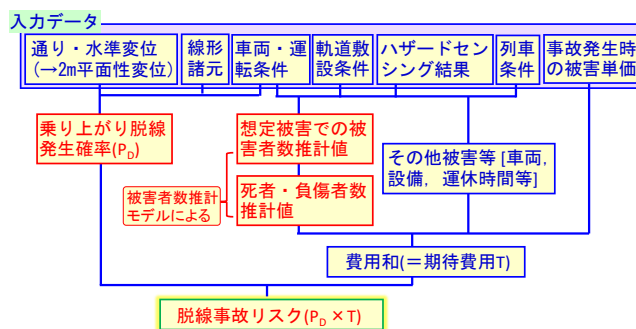 入力データ
通り・水準変位
(→2m平面性変位)
線形
諸元
車両・運
転条件
軌道敷
設条件
ハザードセン
シング結果
列車
条件
事故発生時
の被害単価
乗り上がり脱線
発生確率(PD)
想定被害での被
害者数推計値
その他被害等[車両,
設備, 運休時間等]
被害者数推計
モデルによる
死者・負傷者数
推計値
費用和(=期待費用T)
脱線事故リスク(PD×T)